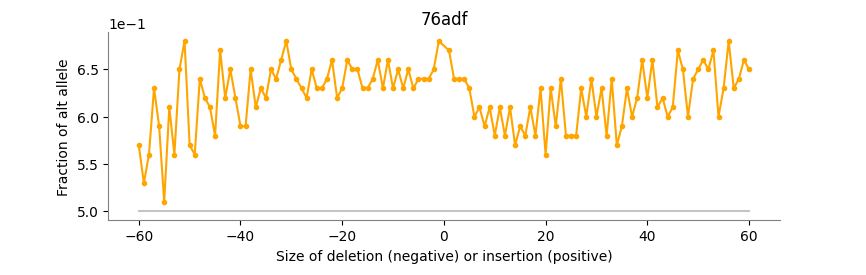 76adf
1e−1
6.5
6.0
5.5
5.0
Fraction of alt allele
−60 −40 −20 0 20 40 60
Size of deletion (negative) or insertion (positive)